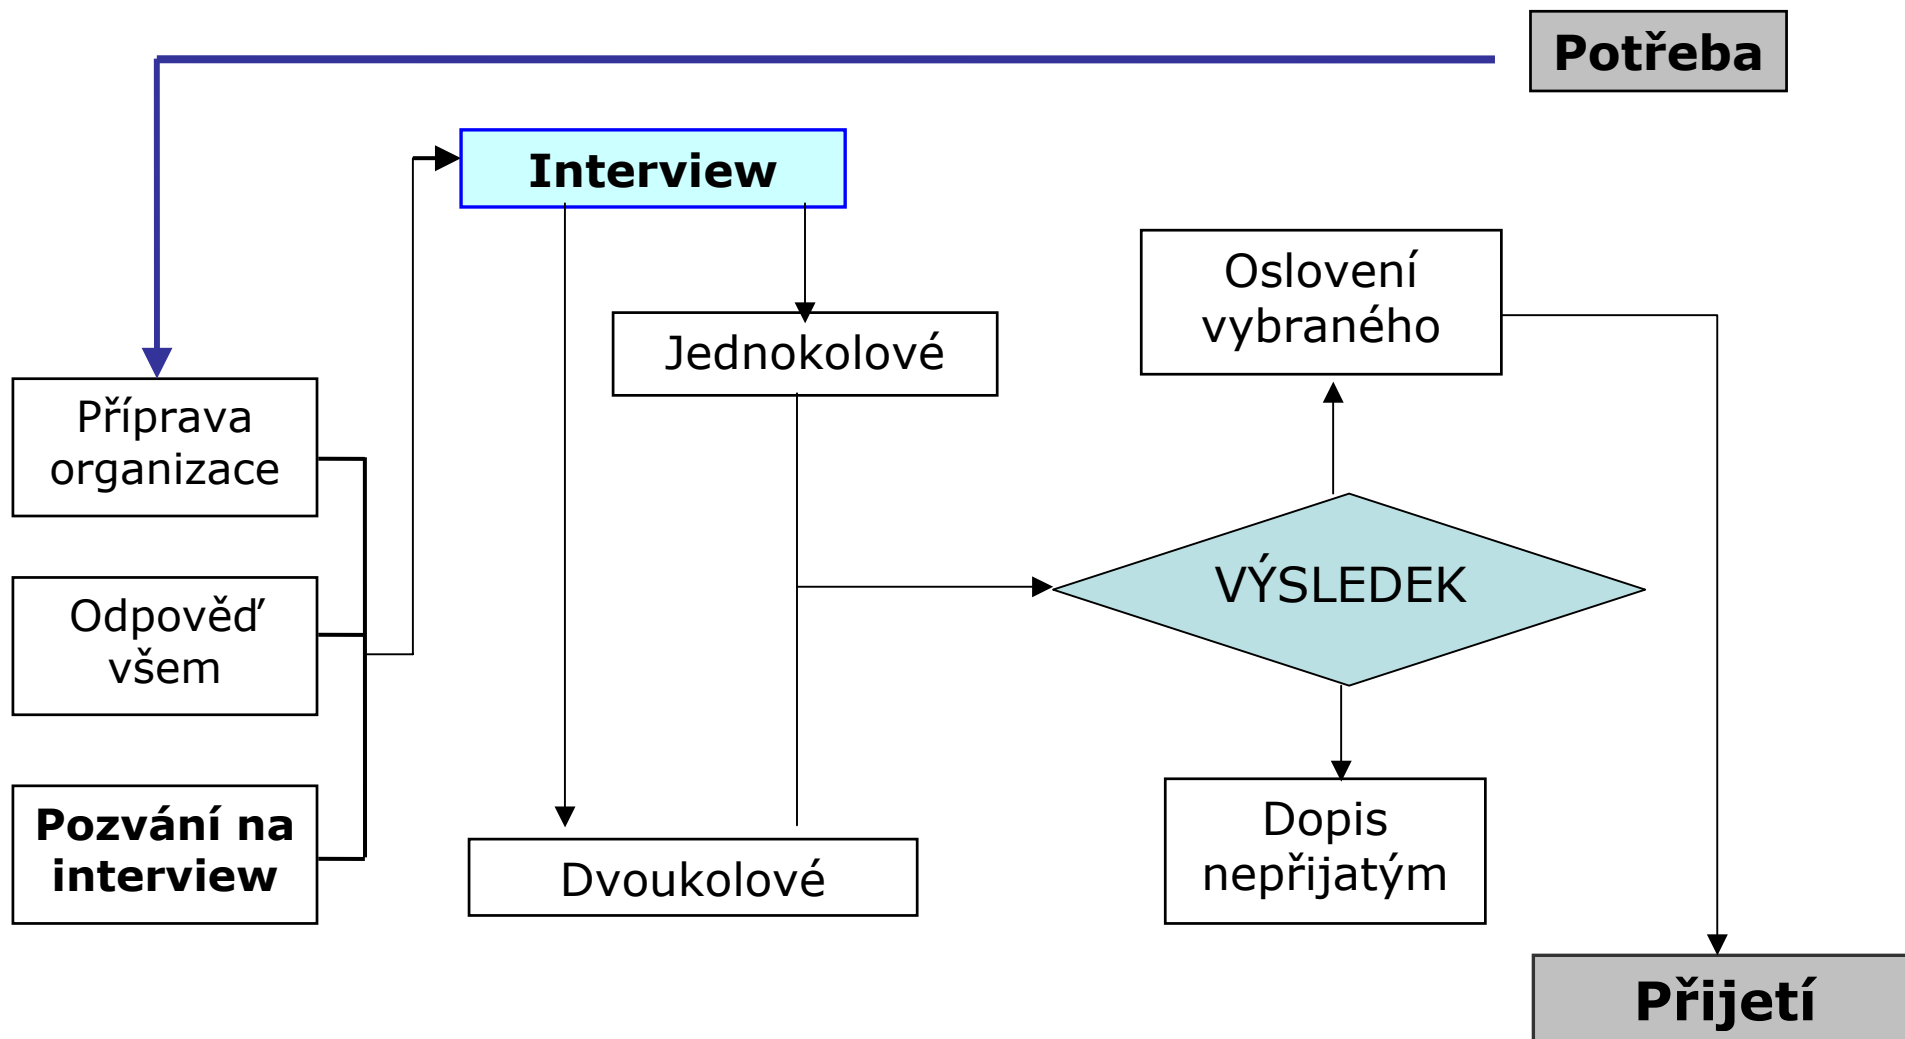 Potřeba
Interview
Oslovení
vybraného
Jednokolové
Příprava
organizace
VÝSLEDEK
Odpověď
všem
Pozvání na
interview
Dvoukolové
Dopis
nepřijatým
Přijetí